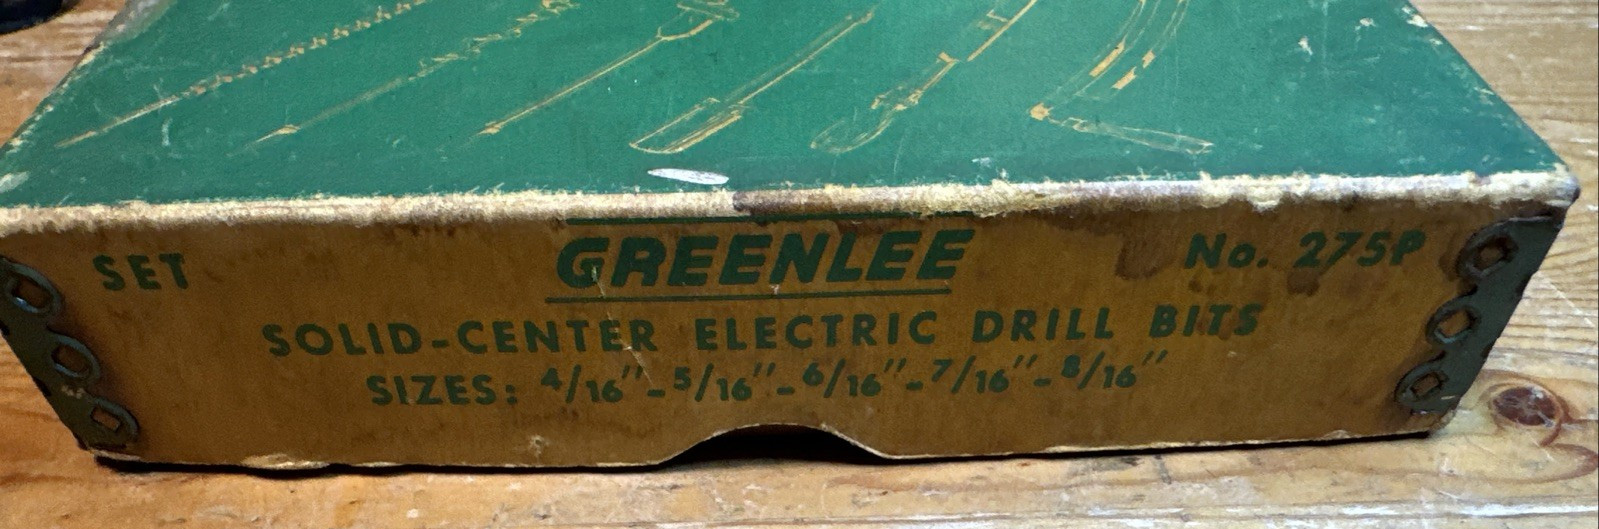 SET GREENLEE No. 275P
SOLID-CENTER ELECTRIC DRILL BITS
SIZES: 4/16"-5/16"-6/16"-7/16"-8/16"